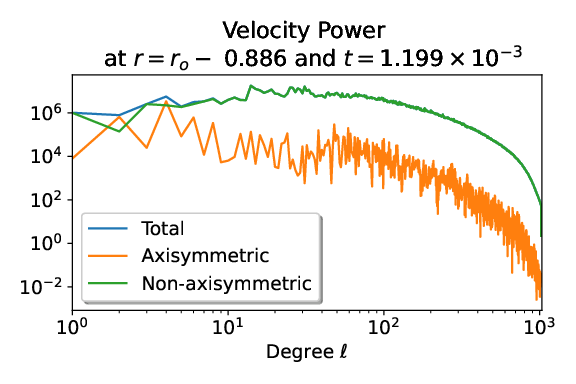 Velocity Power
at r = r_o − 0.886 and t = 1.199 × 10^−3
10^6
10^4
10^2
10^0
10^−2
Total
Axisymmetric
Non-axisymmetric
10^0 10^1 10^2 10^3
Degree ℓ